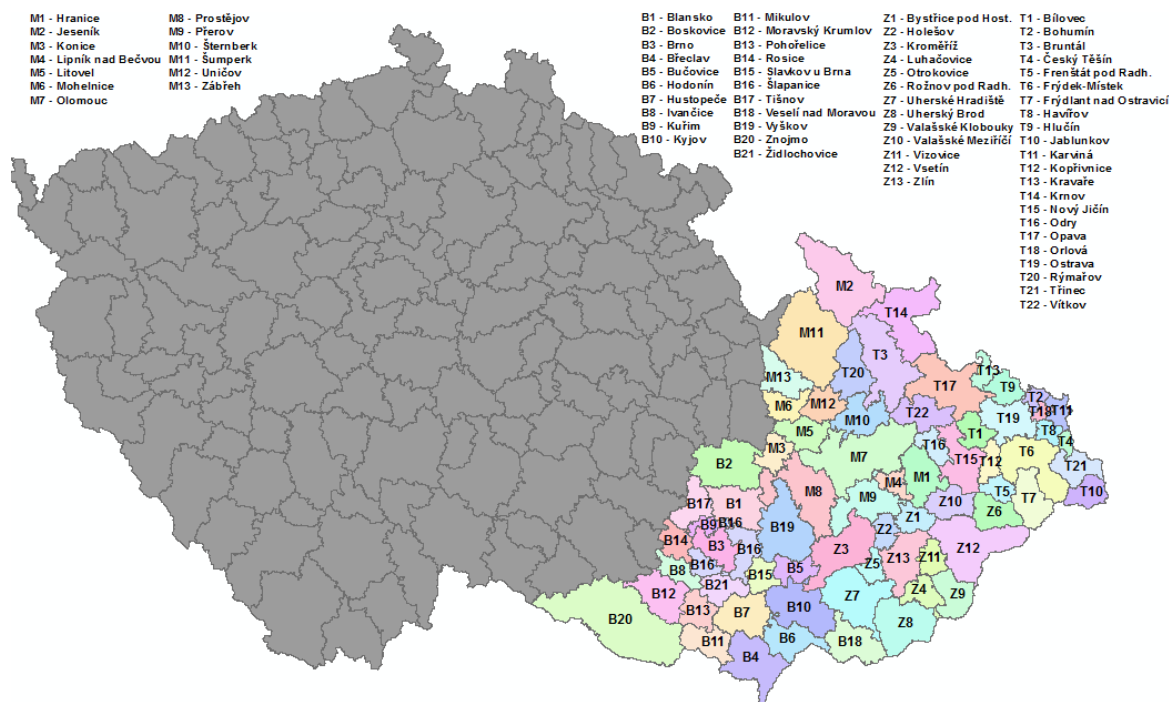 M1 - Hranice
M2 - Jeseník
M3 - Konice
M4 - Lipník nad Bečvou
M5 - Litovel
M6 - Mohelnice
M7 - Olomouc
M8 - Prostějov
M9 - Přerov
M10 - Šternberk
M11 - Šumperk
M12 - Uničov
M13 - Zábřeh
B1 - Blansko
B2 - Boskovice
B3 - Brno
B4 - Břeclav
B5 - Bučovice
B6 - Hodonín
B7 - Hustopeče
B8 - Ivančice
B9 - Kuřim
B10 - Kyjov
B11 - Mikulov
B12 - Moravský Krumlov
B13 - Pohořelice
B14 - Rosice
B15 - Slavkov u Brna
B16 - Šlapanice
B17 - Tišnov
B18 - Veselí nad Moravou
B19 - Vyškov
B20 - Znojmo
B21 - Židlochovice
Z1 - Bystřice pod Host.
Z2 - Holešov
Z3 - Kroměříž
Z4 - Luhačovice
Z5 - Otrokovice
Z6 - Rožnov pod Radh.
Z7 - Uherské Hradiště
Z8 - Uherský Brod
Z9 - Valašské Klobouky
Z10 - Valašské Meziříčí
Z11 - Vizovice
Z12 - Vsetín
Z13 - Zlín
T1 - Bílovec
T2 - Bohumín
T3 - Bruntál
T4 - Český Těšín
T5 - Frenštát pod Radh.
T6 - Frýdek-Místek
T7 - Frýdlant nad Ostravicí
T8 - Havířov
T9 - Hlučín
T10 - Jablunkov
T11 - Karviná
T12 - Kopřivnice
T13 - Kravaře
T14 - Krnov
T15 - Nový Jičín
T16 - Odry
T17 - Opava
T18 - Orlová
T19 - Ostrava
T20 - Rýmařov
T21 - Třinec
T22 - Vítkov
M2
T14
M11
T3
T13
M13
T20
T17
T9
T2
M6
M12
T18
T11
T22
M10
T19
M5
T1
T8
T16
T4
M3
M7
T6
B2
T15
T12
T21
M1
M4
T5
T10
M8
M9
Z10
T7
B17
B1
Z6
Z1
B9
B16
B19
Z2
B14
B3
B16
Z3
Z12
Z13
Z11
B16
Z5
B8
B15
B5
B21
B12
Z4
Z9
Z7
B10
B13
B7
B20
Z8
B11
B6
B18
B4